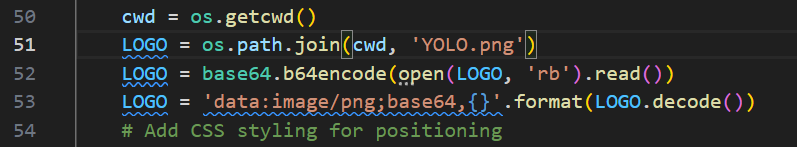 50 cwd = os.getcwd()
51 LOGO = os.path.join(cwd, 'YOLO.png')
52 LOGO = base64.b64encode(open(LOGO, 'rb').read())
53 LOGO = 'data:image/png;base64,{}'.format(LOGO.decode())
54 # Add CSS styling for positioning